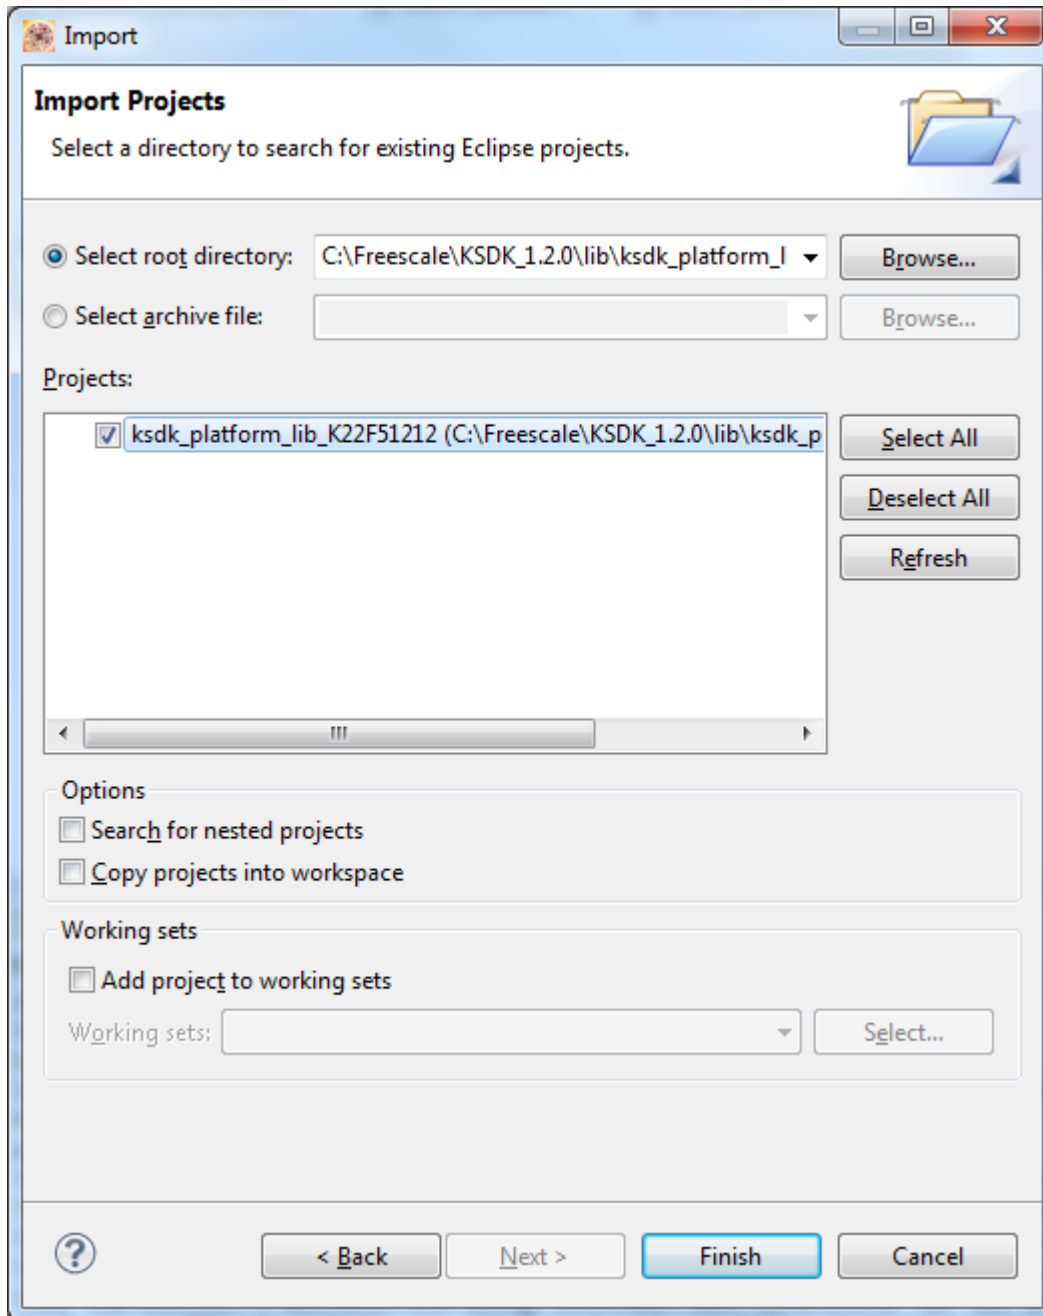 Import
Import Projects
Select a directory to search for existing Eclipse projects.
Select root directory: C:\Freescale\KSDK_1.2.0\lib\ksdk_platform_l Browse...
Select archive file: Browse...
Projects:
ksdk_platform_lib_K22F51212 (C:\Freescale\KSDK_1.2.0\lib\ksdk_p
Select All
Deselect All
Refresh
Options
Search for nested projects
Copy projects into workspace
Working sets
Add project to working sets
Working sets: Select...
? < Back Next > Finish Cancel